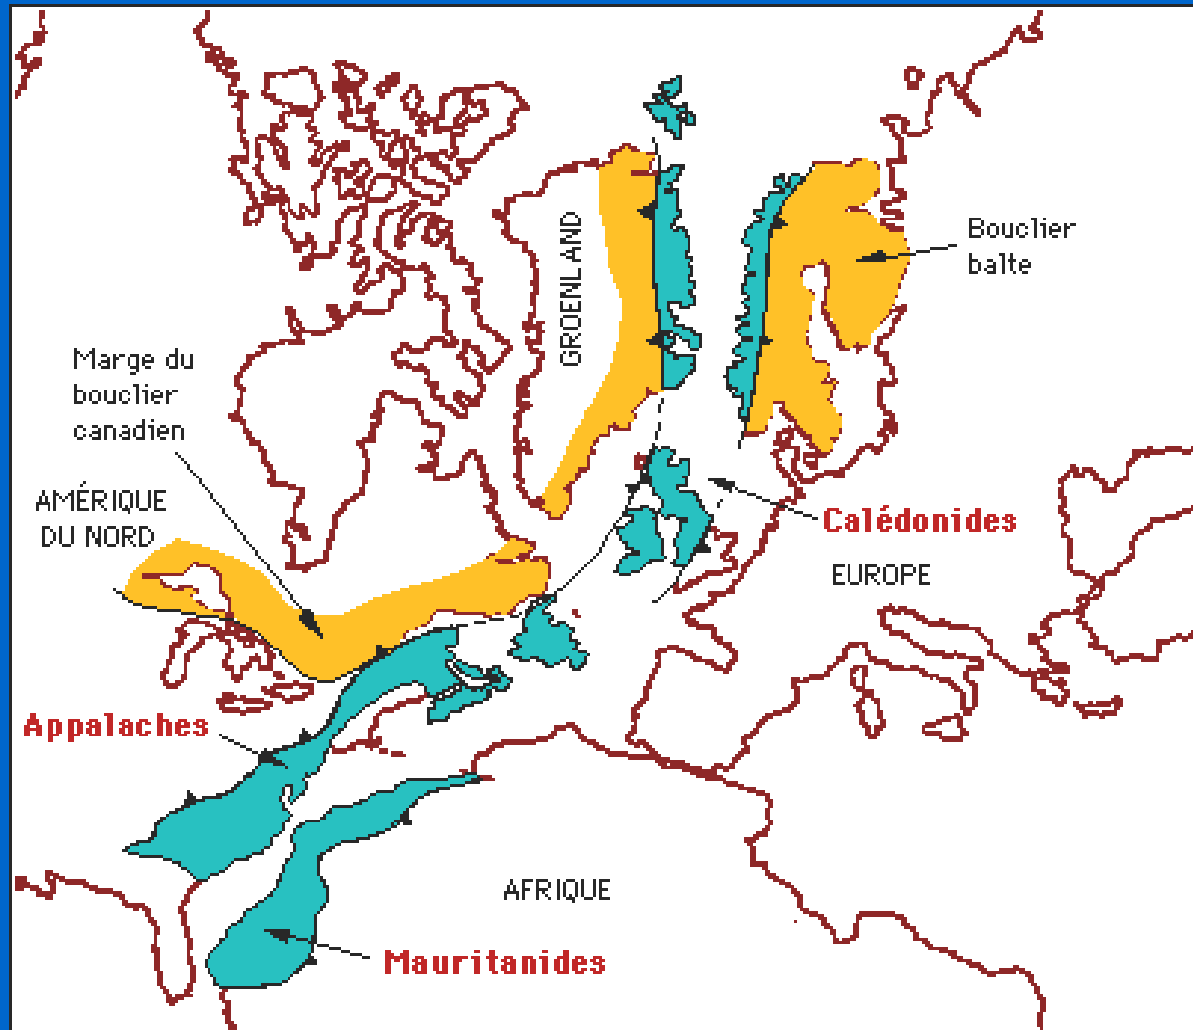 GROENLAND
Bouclier
balte
Marge du
bouclier
canadien
AMÉRIQUE
DU NORD
Calédonides
EUROPE
Appalaches
AFRIQUE
Mauritanides